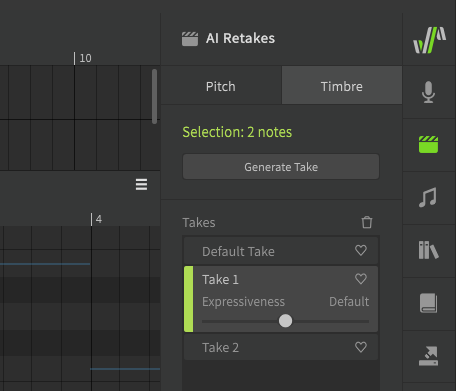 AI Retakes
10
Pitch
Timbre
Selection: 2 notes
Generate Take
4
Takes
Default Take
Take 1
Expressiveness
Default
Take 2